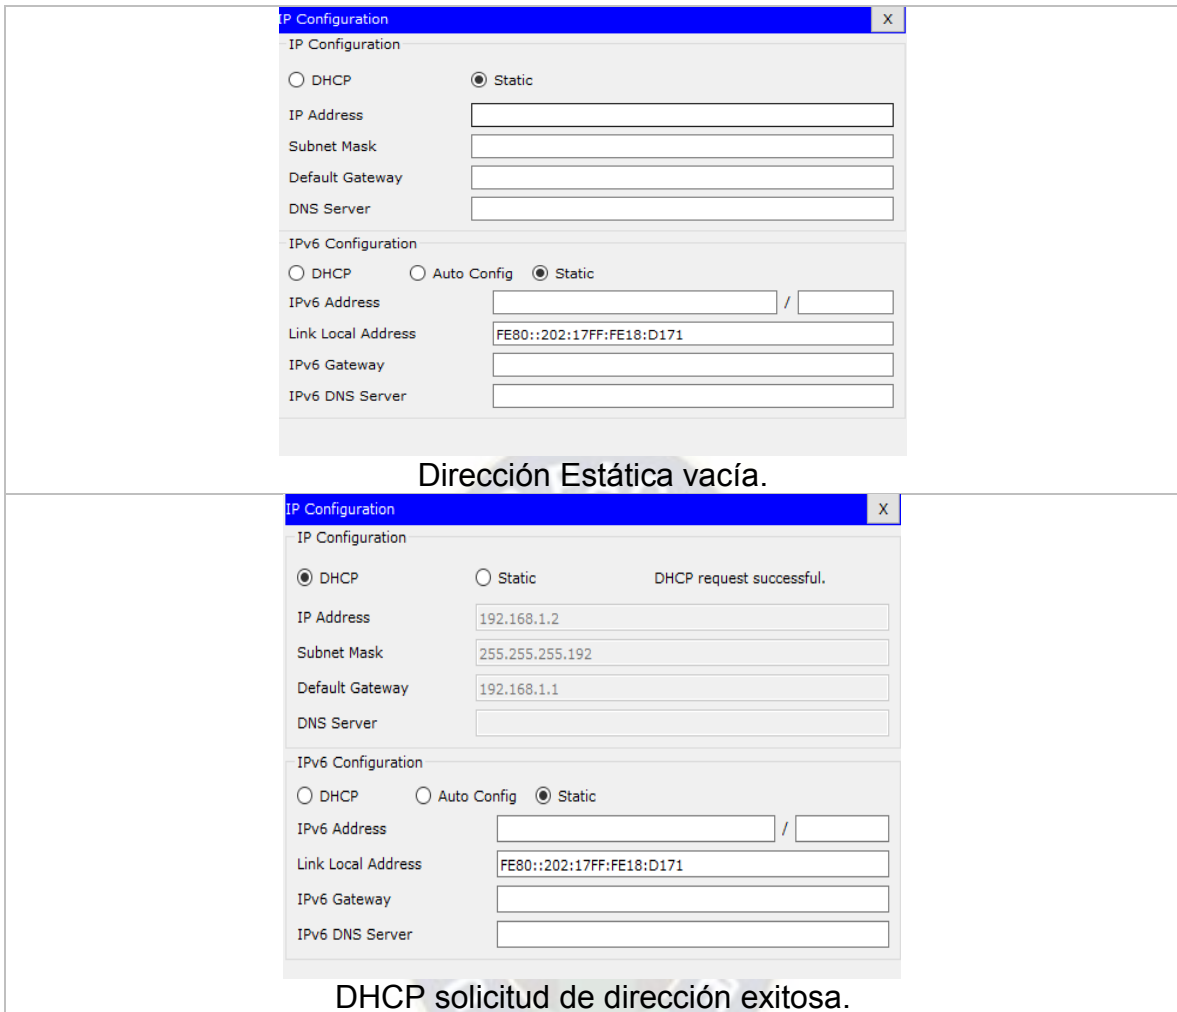 IP Configuration X
IP Configuration
DHCP Static
IP Address
Subnet Mask
Default Gateway
DNS Server
IPv6 Configuration
DHCP Auto Config Static
IPv6 Address /
Link Local Address FE80::202:17FF:FE18:D171
IPv6 Gateway
IPv6 DNS Server
Dirección Estática vacía.
IP Configuration X
IP Configuration
DHCP Static DHCP request successful.
IP Address 192.168.1.2
Subnet Mask 255.255.255.192
Default Gateway 192.168.1.1
DNS Server
IPv6 Configuration
DHCP Auto Config Static
IPv6 Address /
Link Local Address FE80::202:17FF:FE18:D171
IPv6 Gateway
IPv6 DNS Server
DHCP solicitud de dirección exitosa.